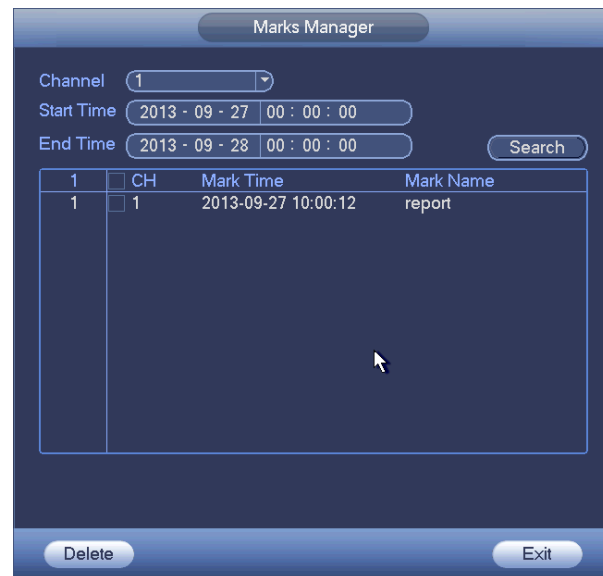 Marks Manager
Channel 1
Start Time 2013 - 09 - 27 00 : 00 : 00
End Time 2013 - 09 - 28 00 : 00 : 00 Search
1 CH Mark Time Mark Name
1 1 2013-09-27 10:00:12 report
Delete Exit